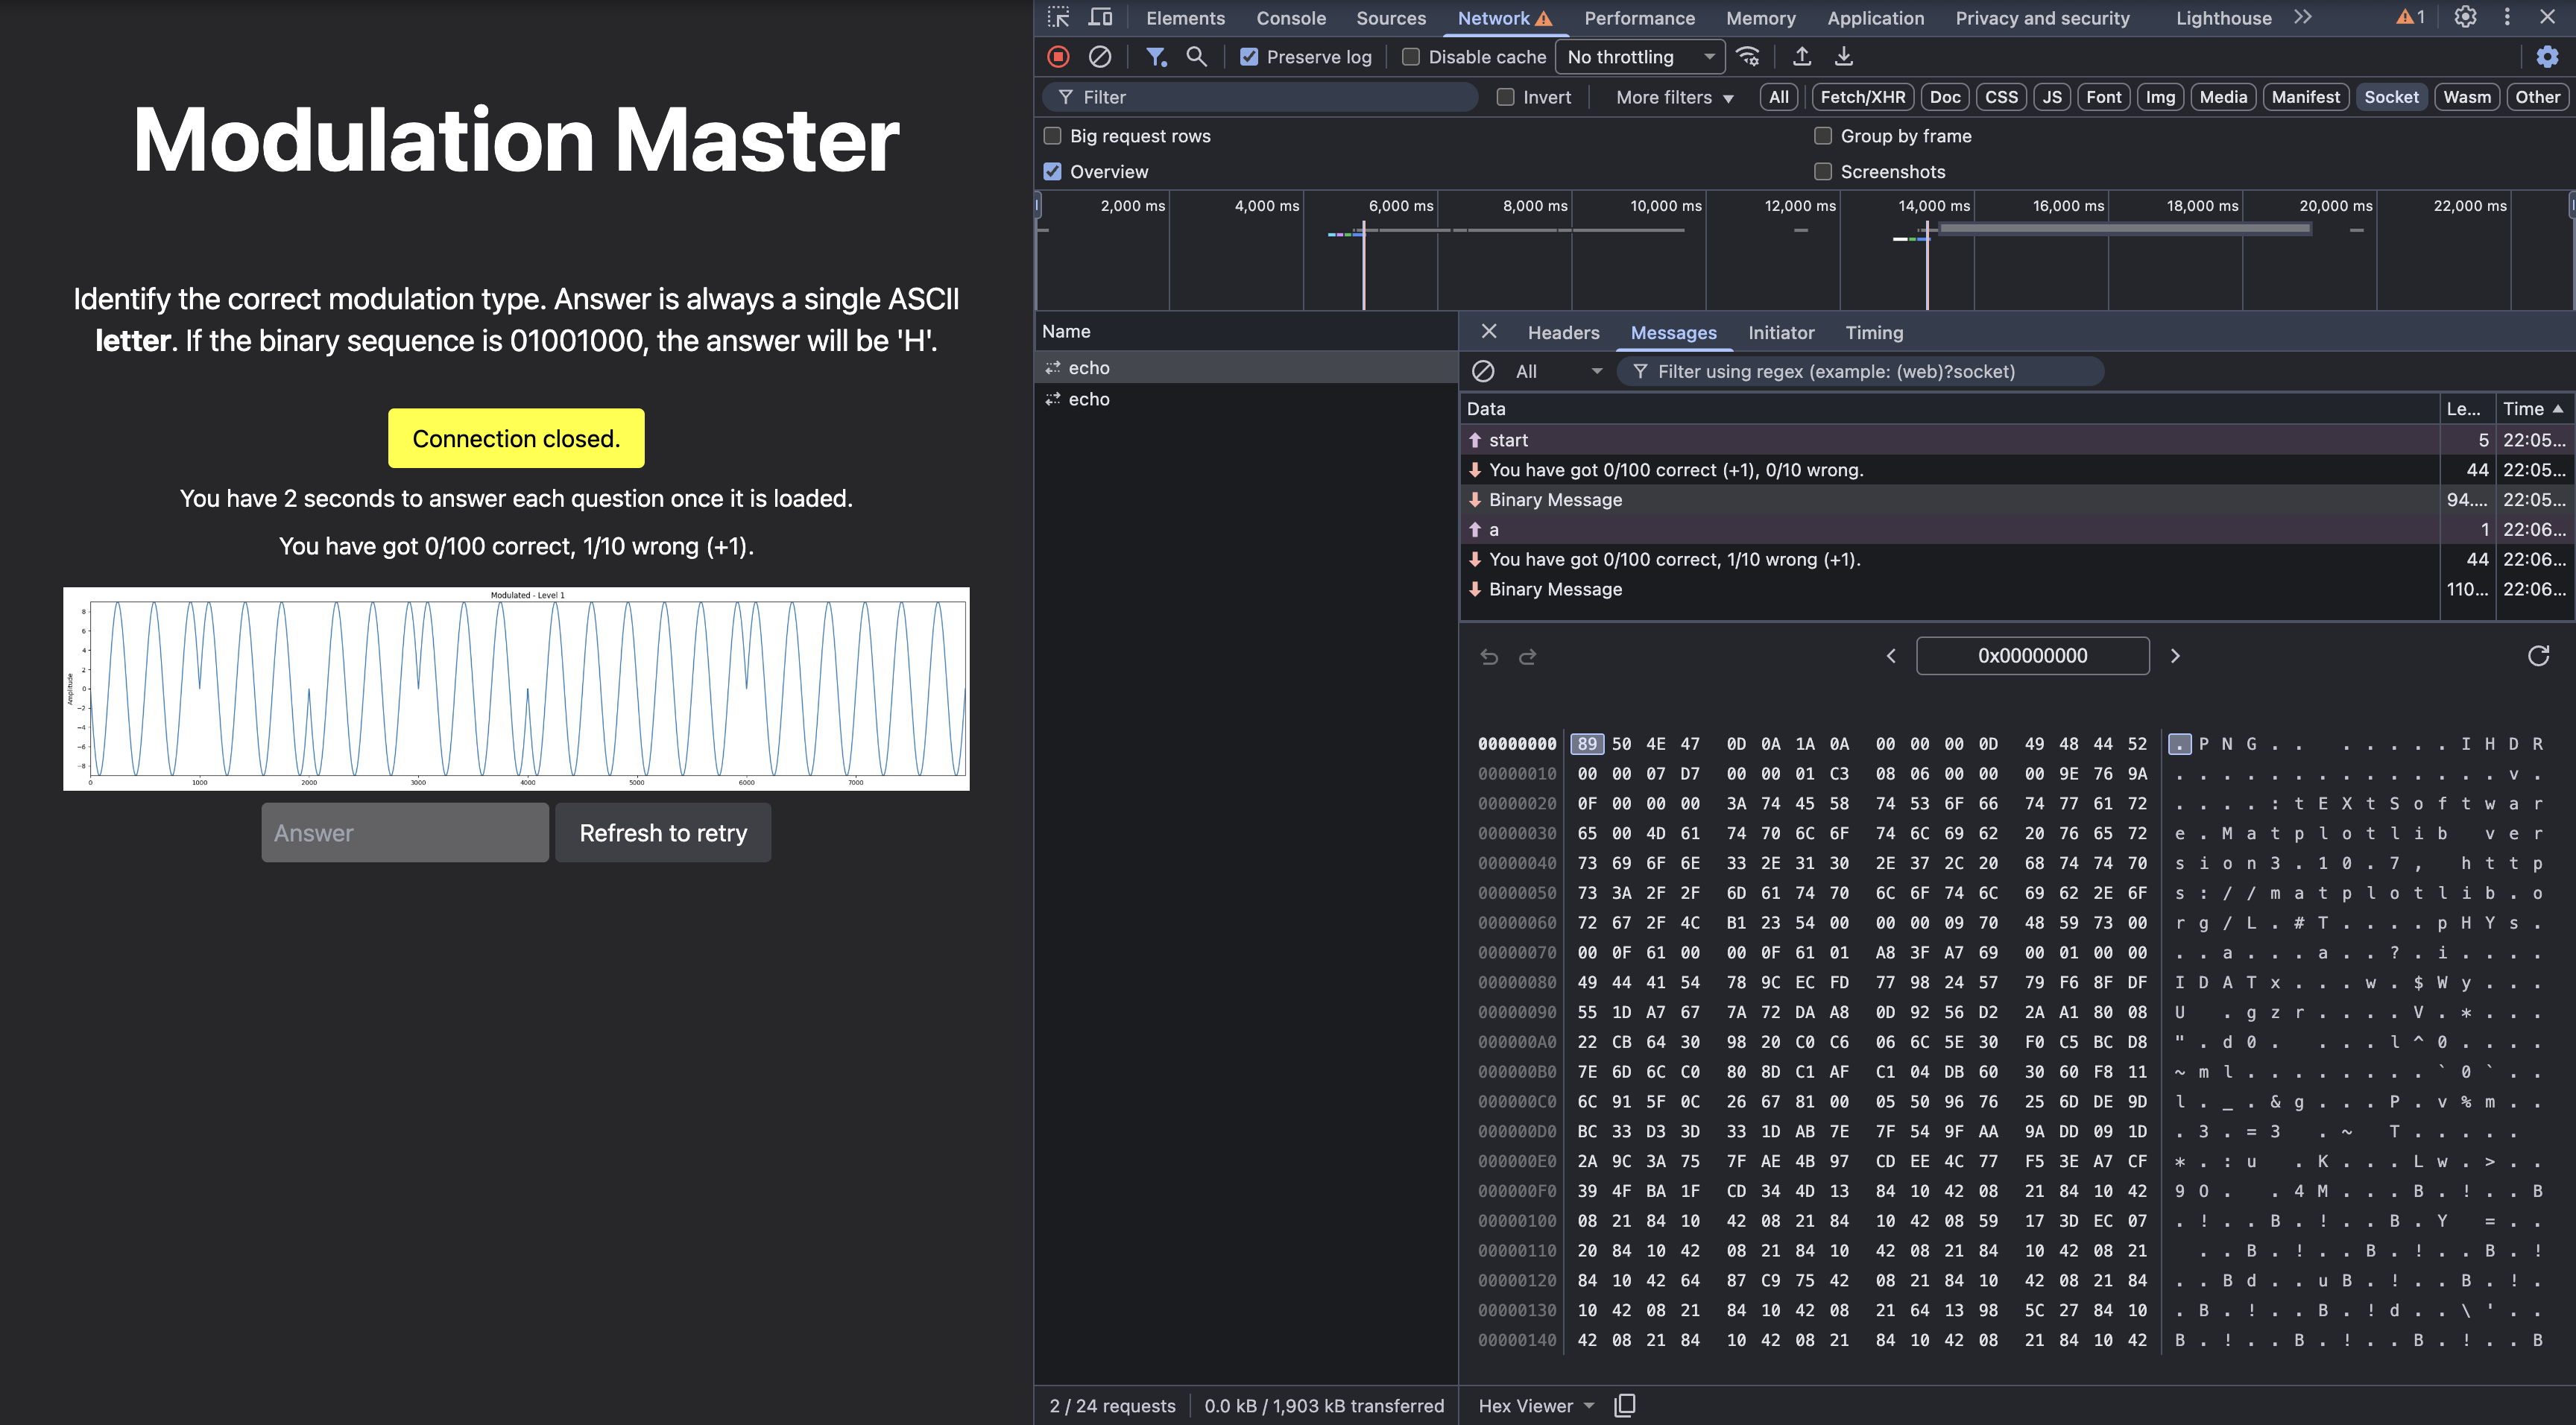 Modulation Master
Identify the correct modulation type. Answer is always a single ASCII
letter. If the binary sequence is 01001000, the answer will be 'H'.
Connection closed.
You have 2 seconds to answer each question once it is loaded.
You have got 0/100 correct, 1/10 wrong (+1).
Modulated - Level 1
Amplitude
8
6
4
2
0
−2
−4
−6
−8
0 1000 2000 3000 4000 5000 6000 7000
Answer
Refresh to retry
Elements Console Sources Network Performance Memory Application Privacy and security Lighthouse 1
Preserve log Disable cache No throttling
Filter Invert More filters All Fetch/XHR Doc CSS JS Font Img Media Manifest Socket Wasm Other
Big request rows Group by frame
Overview Screenshots
2,000 ms 4,000 ms 6,000 ms 8,000 ms 10,000 ms 12,000 ms 14,000 ms 16,000 ms 18,000 ms 20,000 ms 22,000 ms
Name
echo
echo
2 / 24 requests 0.0 kB / 1,903 kB transferred
Headers Messages Initiator Timing
All Filter using regex (example: (web)?socket)
Data Le... Time
start 5 22:05...
You have got 0/100 correct (+1), 0/10 wrong. 44 22:05...
Binary Message 94.... 22:05...
a 1 22:06...
You have got 0/100 correct, 1/10 wrong (+1). 44 22:06...
Binary Message 110... 22:06...
0x00000000
00000000 89 50 4E 47 0D 0A 1A 0A 00 00 00 0D 49 48 44 52 . P N G . . . . . . . I H D R
00000010 00 00 07 D7 00 00 01 C3 08 06 00 00 00 9E 76 9A . . . . . . . . . . . . . . v .
00000020 0F 00 00 00 3A 74 45 58 74 53 6F 66 74 77 61 72 . . . . : t E X t S o f t w a r
00000030 65 00 4D 61 74 70 6C 6F 74 6C 69 62 20 76 65 72 e . M a t p l o t l i b v e r
00000040 73 69 6F 6E 33 2E 31 30 2E 37 2C 20 68 74 74 70 s i o n 3 . 1 0 . 7 , h t t p
00000050 73 3A 2F 2F 6D 61 74 70 6C 6F 74 6C 69 62 2E 6F s : / / m a t p l o t l i b . o
00000060 72 67 2F 4C B1 23 54 00 00 00 09 70 48 59 73 00 r g / L . # T . . . . p H Y s .
00000070 00 0F 61 00 00 0F 61 01 A8 3F A7 69 00 01 00 00 . . a . . . a . . ? . i . . . .
00000080 49 44 41 54 78 9C EC FD 77 98 24 57 79 F6 8F DF I D A T x . . . w . $ W y . . .
00000090 55 1D A7 67 7A 72 DA A8 0D 92 56 D2 2A A1 80 08 U . g z r . . . . V . * . . .
000000A0 22 CB 64 30 98 20 C0 C6 06 6C 5E 30 F0 C5 BC D8 " . d 0 . . . . l ^ 0 . . . .
000000B0 7E 6D 6C C0 80 8D C1 AF C1 04 DB 60 30 60 F8 11 ~ m l . . . . . . . . ` 0 ` . .
000000C0 6C 91 5F 0C 26 67 81 00 05 50 96 76 25 6D DE 9D l . _ . & g . . . P . v % m . .
000000D0 BC 33 D3 3D 33 1D AB 7E 7F 54 9F AA 9A DD 09 1D . 3 . = 3 . ~ T . . . . .
000000E0 2A 9C 3A 75 7F AE 4B 97 CD EE 4C 77 F5 3E A7 CF * . : u . K . . . L w . > . .
000000F0 39 4F BA 1F CD 34 4D 13 84 10 42 08 21 84 10 42 9 O . . 4 M . . . B . ! . . B
00000100 08 21 84 10 42 08 21 84 10 42 08 59 17 3D EC 07 . ! . . B . ! . . B . Y = . .
00000110 20 84 10 42 08 21 84 10 42 08 21 84 10 42 08 21 . . B . ! . . B . ! . . B . !
00000120 84 10 42 64 87 C9 75 42 08 21 84 10 42 08 21 84 . . B d . . u B . ! . . B . ! .
00000130 10 42 08 21 84 10 42 08 21 64 13 98 5C 27 84 10 . B . ! . . B . ! d . . \ ' . .
00000140 42 08 21 84 10 42 08 21 84 10 42 08 21 84 10 42 B . ! . . B . ! . . B . ! . . B
Hex Viewer